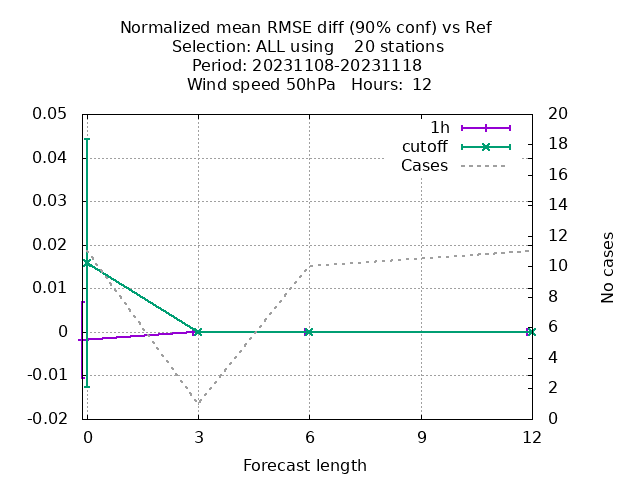 Normalized mean RMSE diff (90% conf) vs Ref
Selection: ALL using    20 stations
Period: 20231108-20231118
Wind speed 50hPa   Hours:  12
0.05
0.04
0.03
0.02
0.01
0
-0.01
-0.02
1h
cutoff
Cases
20
18
16
14
12
10
8
6
4
2
0
No cases
0
3
6
9
12
Forecast length